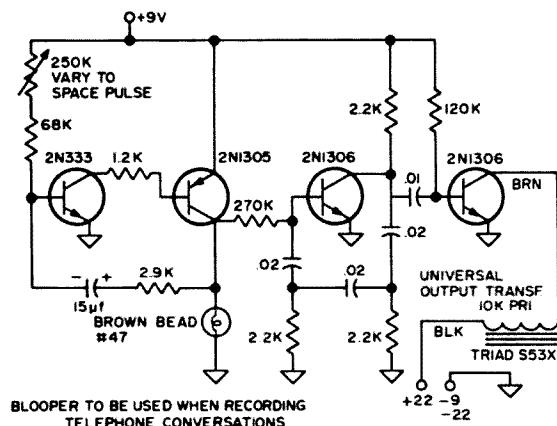 +9V
250K
VARY TO
SPACE PULSE
68K
2N333
1.2K
2N1305
270K
2N1306
2.2K
120K
2N1306
BRN
.01
.02
.02
.02
- +
15µf
2.9K
BROWN BEAD
#47
2.2K
2.2K
UNIVERSAL
OUTPUT TRANSF.
10K PRI
BLK
TRIAD S53X
+22
-9
-22
BLOOPER TO BE USED WHEN RECORDING
TELEPHONE CONVERSATIONS